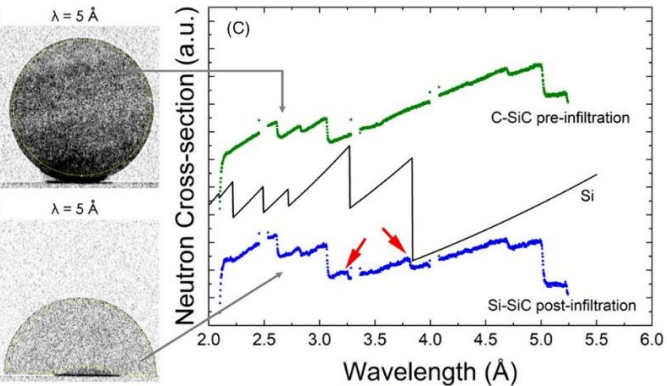 λ = 5 Å
λ = 5 Å
(C)
Neutron Cross-section (a.u.)
C-SiC pre-infiltration
Si
Si-SiC post-infiltration
2.0 2.5 3.0 3.5 4.0 4.5 5.0 5.5 6.0
Wavelength (Å)